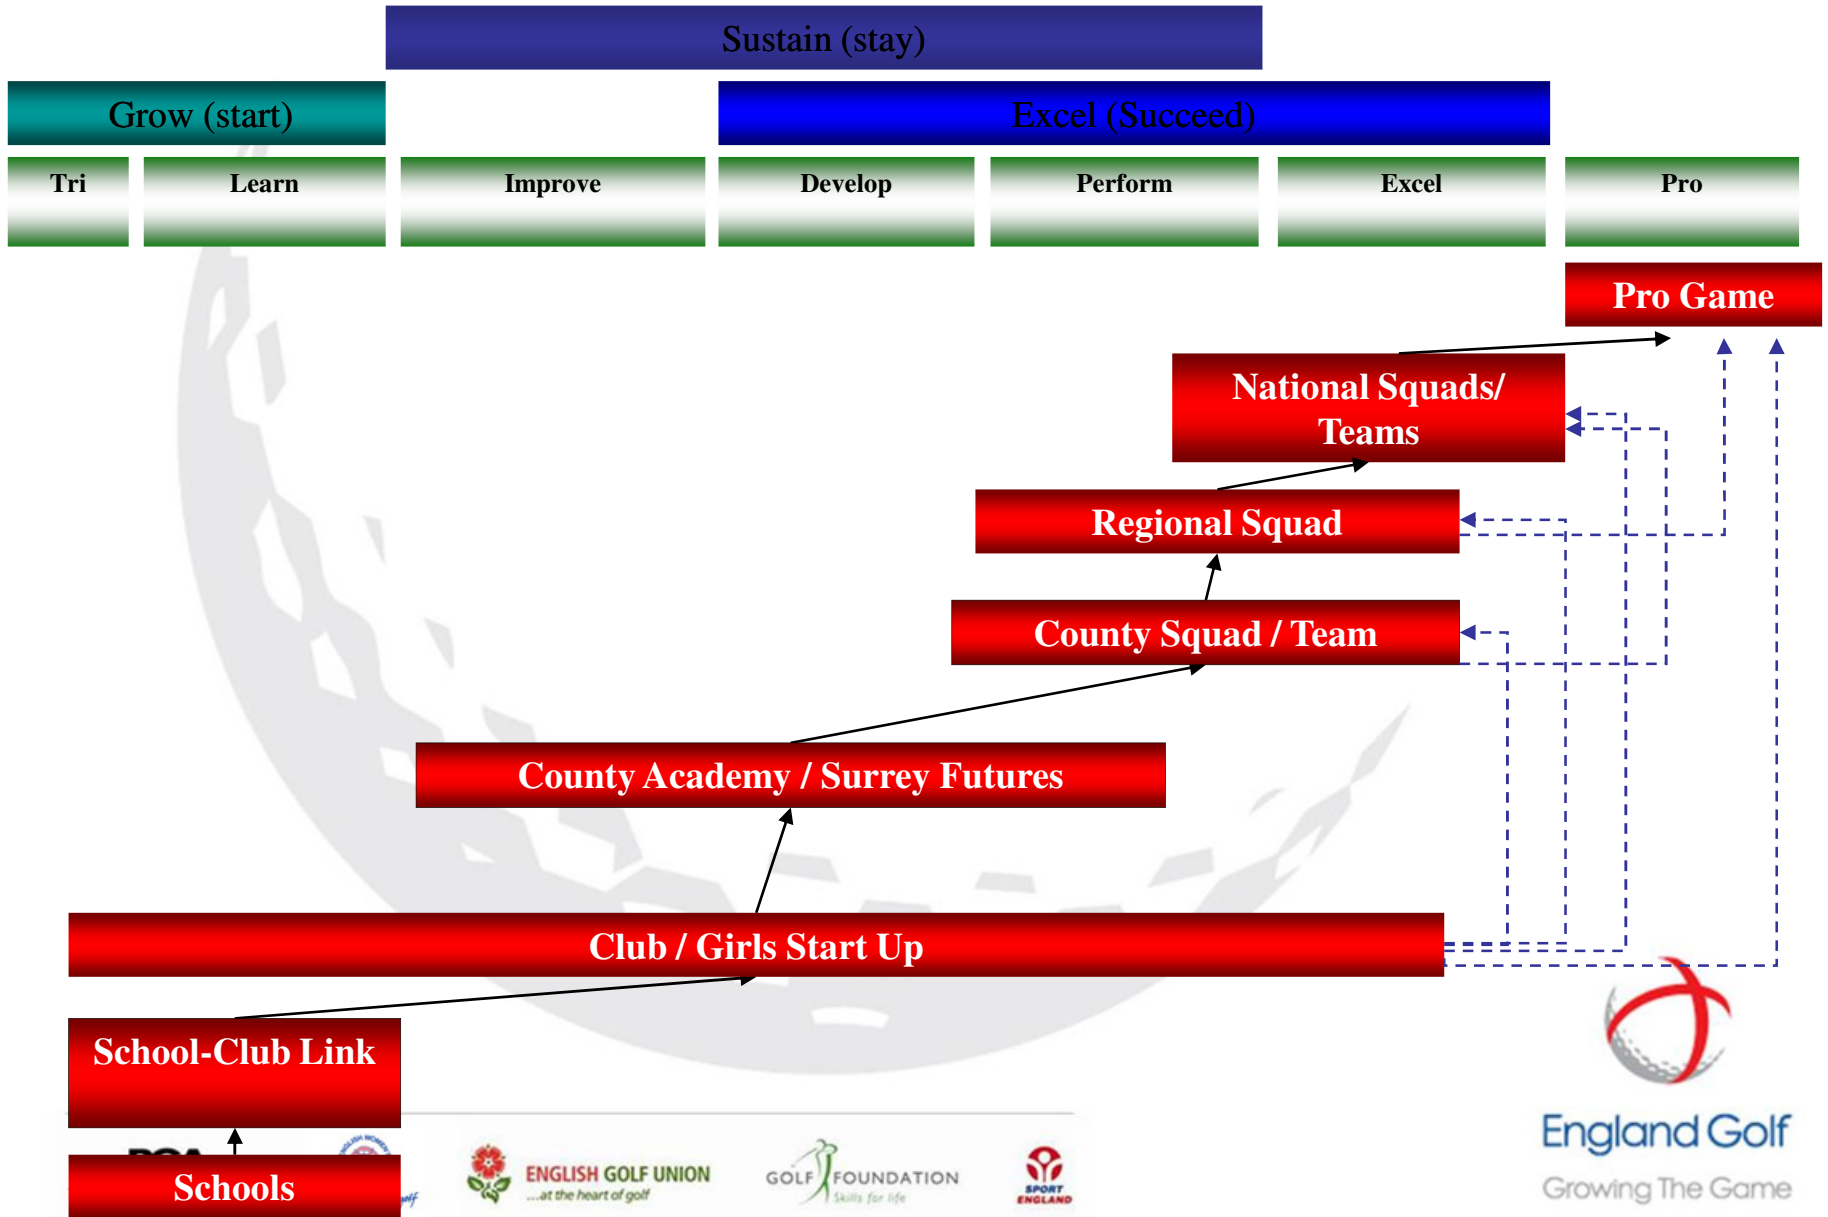 Sustain (stay)
Grow (start)
Excel (Succeed)
Tri
Learn
Improve
Develop
Perform
Excel
Pro
Pro Game
National Squads/
Teams
Regional Squad
County Squad / Team
County Academy / Surrey Futures
Club / Girls Start Up
School-Club Link
Schools
ENGLISH GOLF UNION
...at the heart of golf
GOLF FOUNDATION
Skills for life
SPORT
ENGLAND
England Golf
Growing The Game